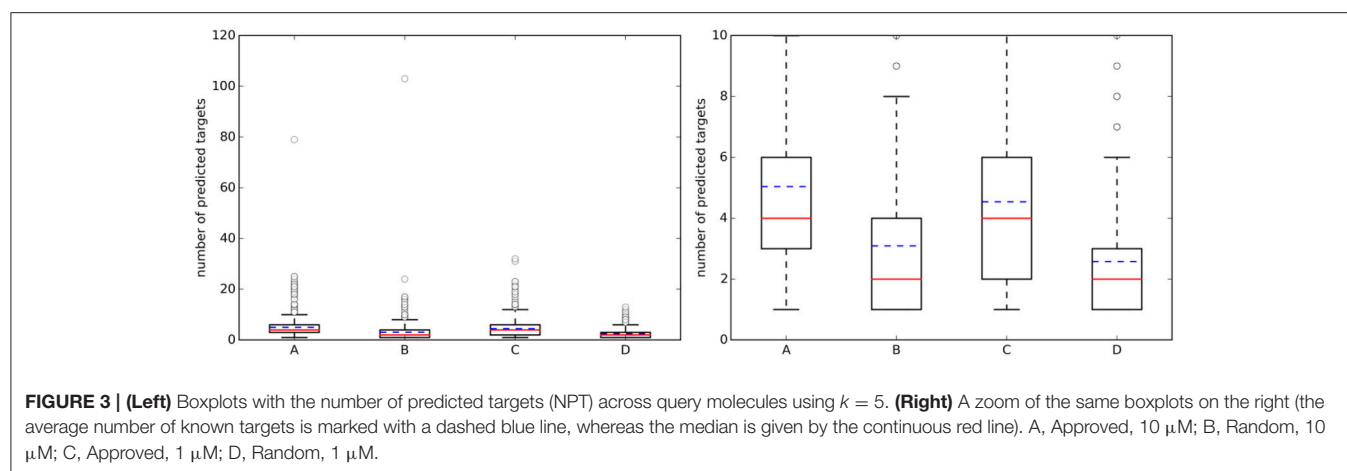 number of predicted targets
120
100
80
60
40
20
0
A B C D
number of predicted targets
10
8
6
4
2
0
A B C D
FIGURE 3 | (Left) Boxplots with the number of predicted targets (NPT) across query molecules using k = 5. (Right) A zoom of the same boxplots on the right (the
average number of known targets is marked with a dashed blue line, whereas the median is given by the continuous red line). A, Approved, 10 μM; B, Random, 10
μM; C, Approved, 1 μM; D, Random, 1 μM.